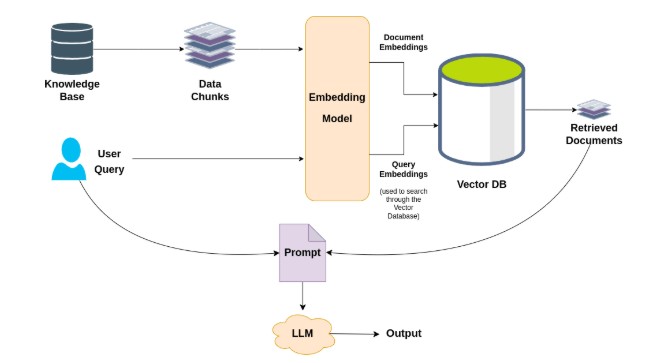 Document
Embeddings
Knowledge
Base
Data
Chunks
Embedding
Model
User
Query
Query
Embeddings
(used to search
through the
Vector
Database)
Vector DB
Retrieved
Documents
Prompt
LLM
Output